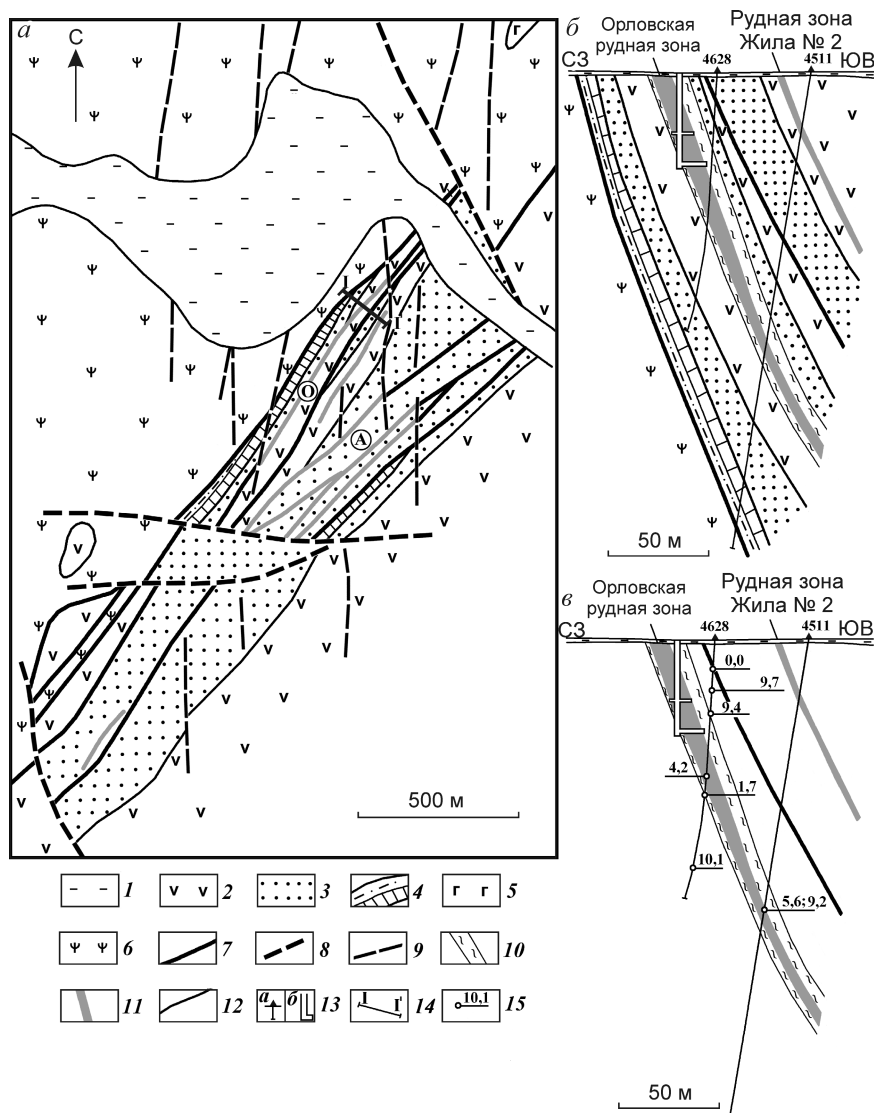 а
С
г
I
I'
О
А
500 м
б
Орловская
рудная зона
Рудная зона
Жила № 2
СЗ
4628
4511
ЮВ
50 м
в
Орловская
рудная зона
Рудная зона
Жила № 2
СЗ
4628
4511
ЮВ
0,0
9,7
9,4
4,2
1,7
10,1
5,6;9,2
50 м
1
v v 2
3
4
г г 5
ψ ψ 6
7
8
9
10
11
12
а б 13
I I' 14
10,1 15